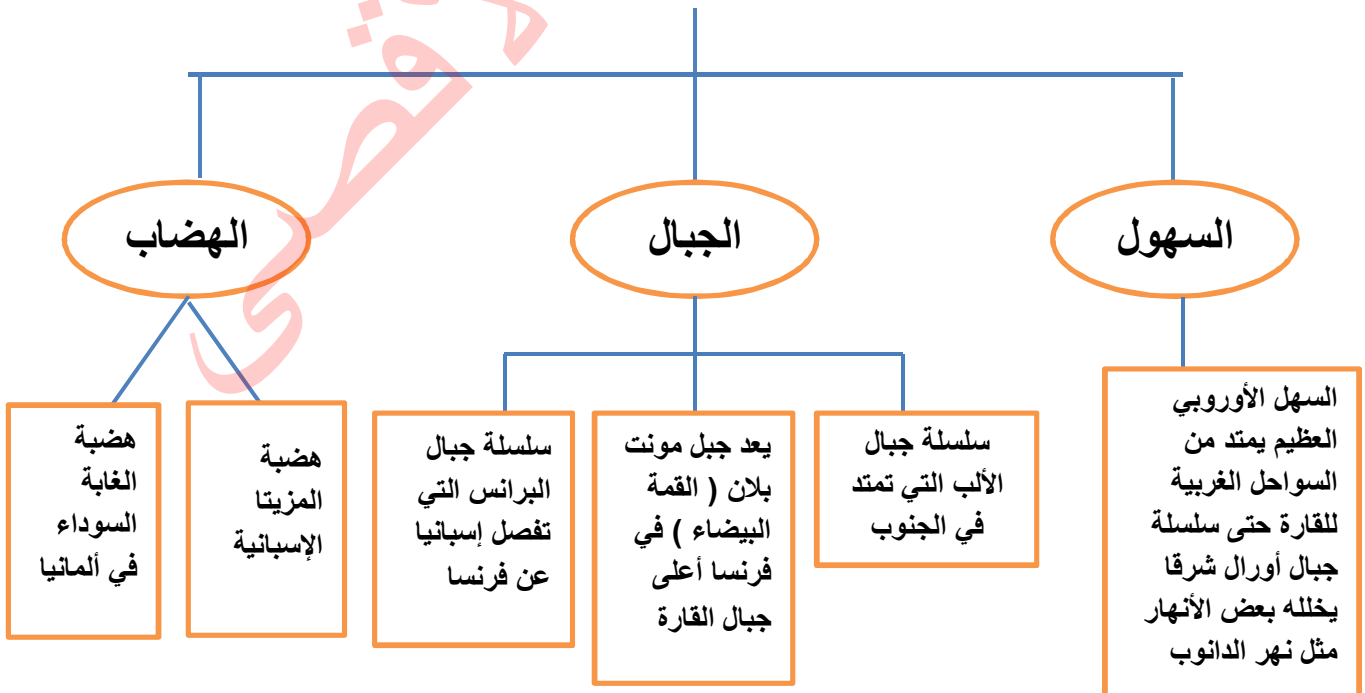 السهول
الجبال
الهضاب
السهل الأوروبي
العظيم يمتد من
السواحل الغربية
للقارة حتى سلسلة
جبال أورال شرقا
يخلله بعض الأنهار
مثل نهر الدانوب
سلسلة جبال
الألب التي تمتد
في الجنوب
يعد جبل مونت
بلان ( القمة
البيضاء ) في
فرنسا أعلى
جبال القارة
سلسلة جبال
البرانس التي
تفصل إسبانيا
عن فرنسا
هضبة
المزيتا
الإسبانية
هضبة
الغابة
السوداء
في ألمانيا